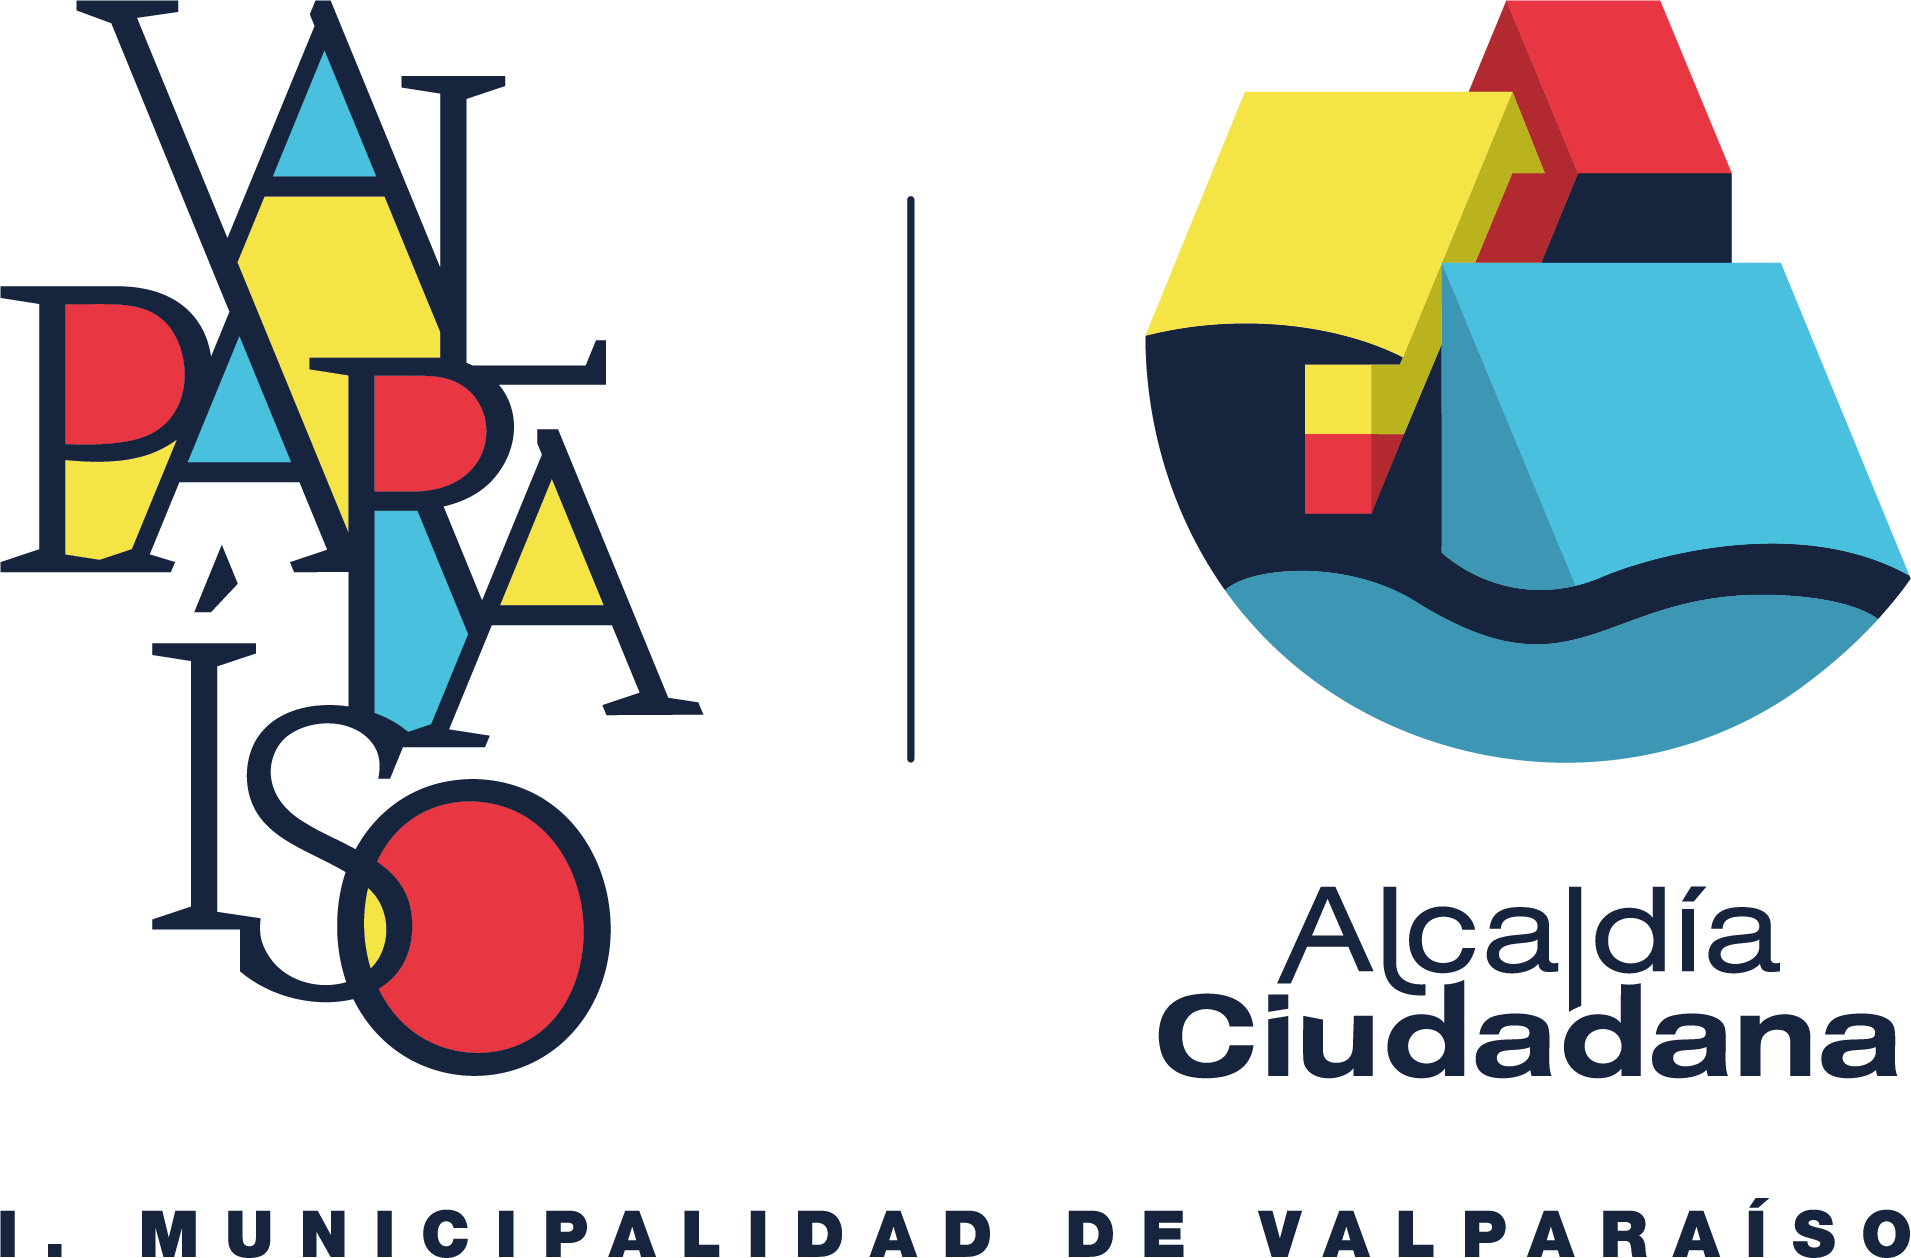 VAL
PARA
ÍSO
Alcaldía
Ciudadana
I. MUNICIPALIDAD DE VALPARAÍSO